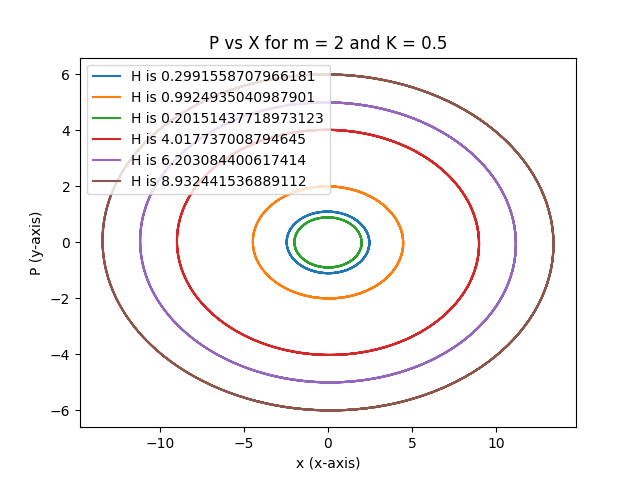 P vs X for m = 2 and K = 0.5
H is 0.2991558707966181
H is 0.9924935040987901
H is 0.20151437718973123
H is 4.017737008794645
H is 6.203084400617414
H is 8.932441536889112
6
4
2
0
−2
−4
−6
P (y-axis)
−10
−5
0
5
10
x (x-axis)